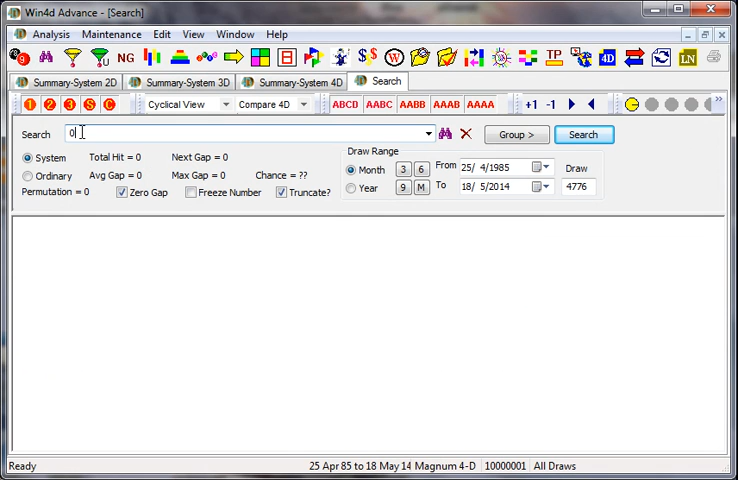 Win4d Advance - [Search]
Analysis Maintenance Edit View Window Help
9 U NG W TP 4D LN
Summary-System 2D Summary-System 3D Summary-System 4D Search
1 2 3 S C Cyclical View Compare 4D ABCD AABC AABB AAAB AAAA +1 -1 »
Search 0 Group > Search
System Total Hit = 0 Next Gap = 0
Ordinary Avg Gap = 0 Max Gap = 0 Chance = ??
Permutation = 0 Zero Gap Freeze Number Truncate?
Draw Range
Month 3 6 From 25/ 4/1985 Draw
Year 9 M To 18/ 5/2014 4776
Ready 25 Apr 85 to 18 May 14 Magnum 4-D 10000001 All Draws